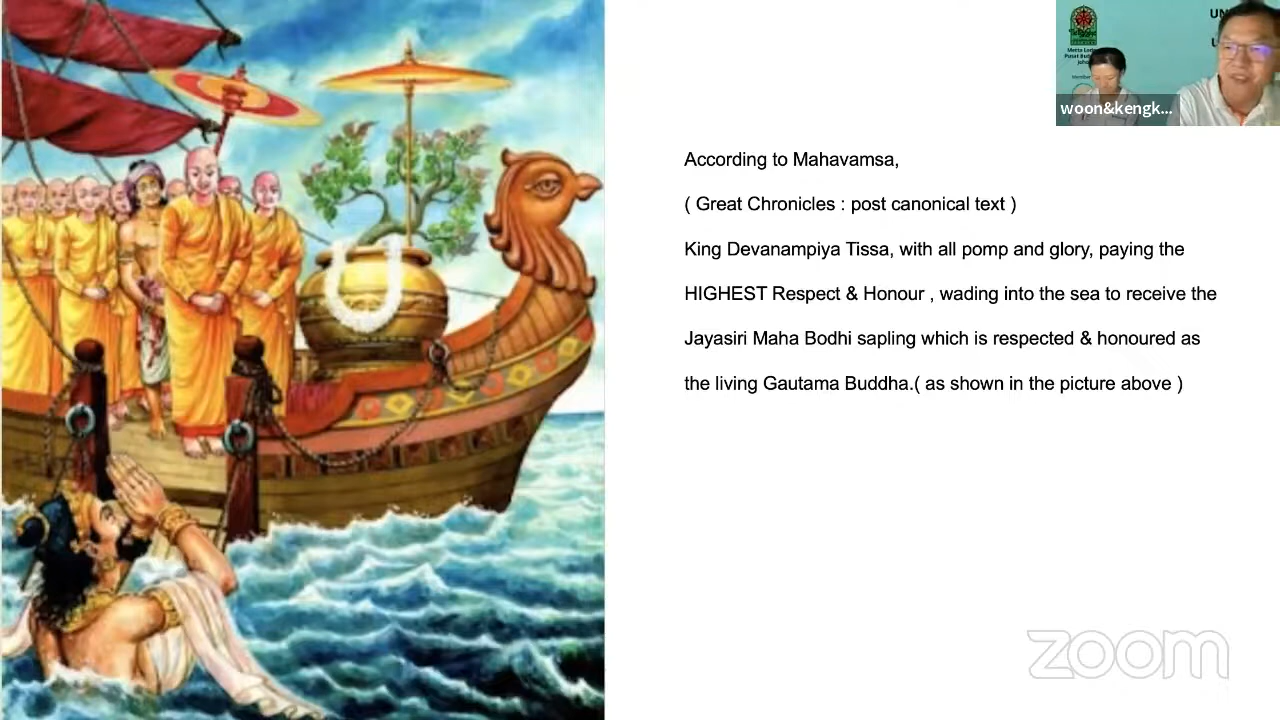 According to Mahavamsa,
( Great Chronicles : post canonical text )
King Devanampiya Tissa, with all pomp and glory, paying the
HIGHEST Respect & Honour , wading into the sea to receive the
Jayasiri Maha Bodhi sapling which is respected & honoured as
the living Gautama Buddha.( as shown in the picture above )
woon&kengk...
zoom